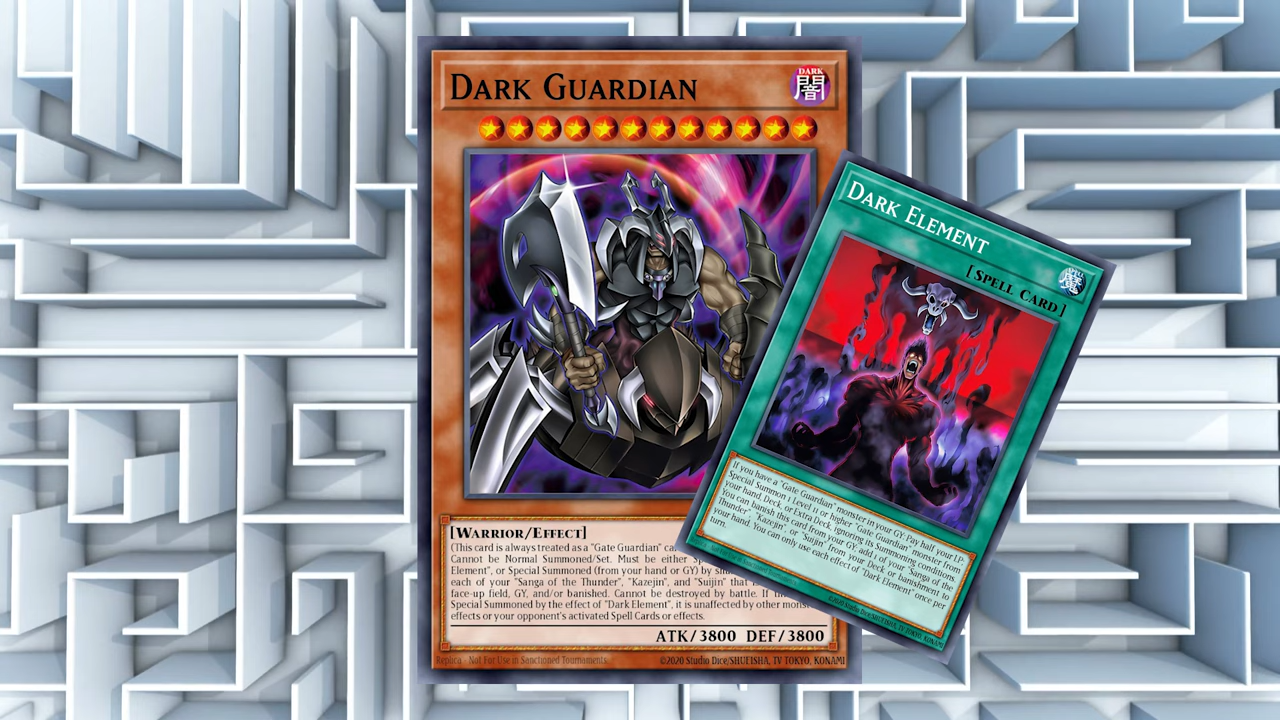 DARK GUARDIAN
DARK
闇
[WARRIOR/EFFECT]
(This card is always treated as a "Gate Guardian" ca
Cannot be Normal Summoned/Set. Must be either Sp
Element", or Special Summoned (from your hand or GY) by
each of your "Sanga of the Thunder", "Kazejin", and "Suijin" that
face-up field, GY, and/or banished. Cannot be destroyed by battle. If
Special Summoned by the effect of "Dark Element", it is unaffected by other
effects or your opponent's activated Spell Cards or effects.
ATK/3800 DEF/3800
Replica - Not For Use in Sanctioned Tournaments
©2020 Studio Dice/SHUEISHA, TV TOKYO, KONAMI
DARK ELEMENT
魔
[SPELL CARD]
If you have a "Gate Guardian" monster in your GY: Pay half your LP;
Special Summon 1 Level 11 or higher "Gate Guardian" monster from
your hand, Deck, or Extra Deck, ignoring its Summoning conditions.
You can banish this card from your GY; add 1 of your "Sanga of the
Thunder", "Kazejin", or "Suijin" from your Deck or banishment to
your hand. You can only use each effect of "Dark Element" once per
turn.
©2020 Studio Dice/SHUEISHA, TV TOKYO, KONAMI